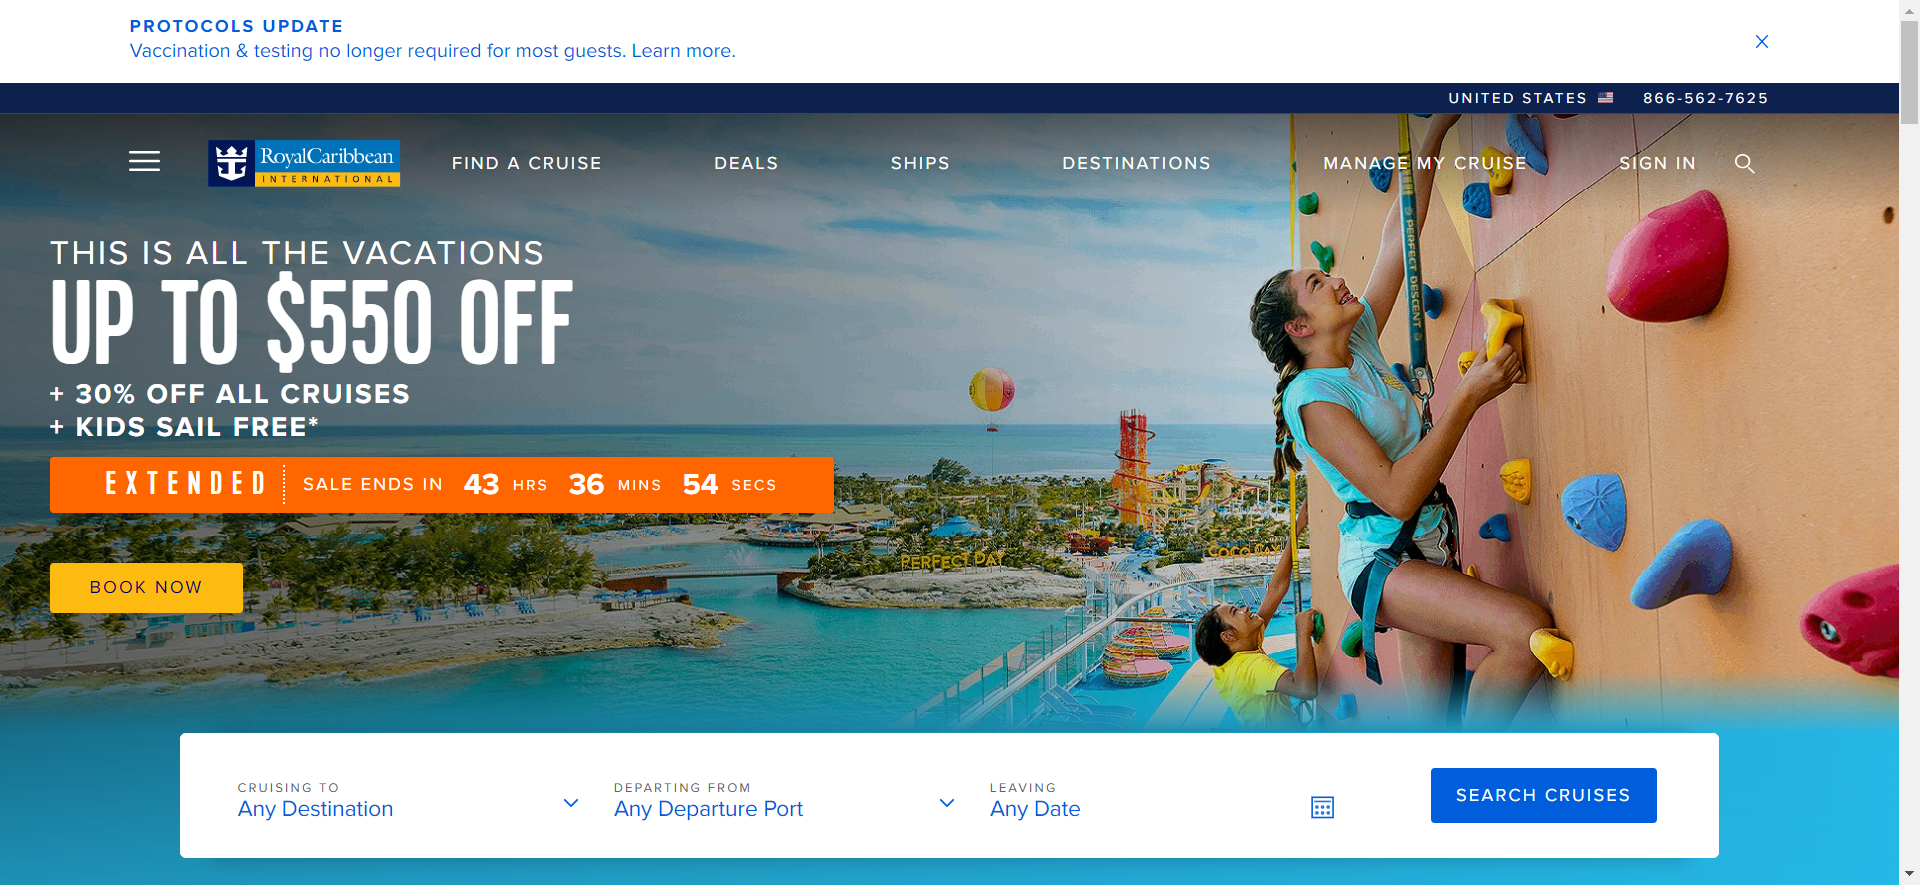 PROTOCOLS UPDATE
Vaccination & testing no longer required for most guests. Learn more.
UNITED STATES 866-562-7625
RoyalCaribbean
INTERNATIONAL
FIND A CRUISE DEALS SHIPS DESTINATIONS MANAGE MY CRUISE SIGN IN
THIS IS ALL THE VACATIONS
UP TO $550 OFF
+ 30% OFF ALL CRUISES
+ KIDS SAIL FREE*
EXTENDED SALE ENDS IN 43 HRS 36 MINS 54 SECS
PERFECT DESCENT
PERFECT DAY
COCOCAY
BOOK NOW
CRUISING TO
Any Destination
DEPARTING FROM
Any Departure Port
LEAVING
Any Date
SEARCH CRUISES